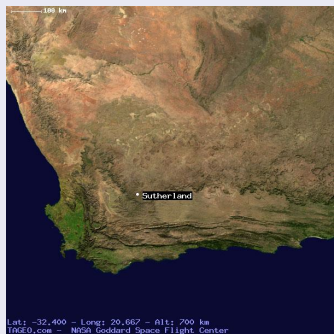 100 km
Sutherland
Lat: -32.400 - Long: 20.667 - Alt: 700 km
TAGEO.com - NASA Goddard Space Flight Center